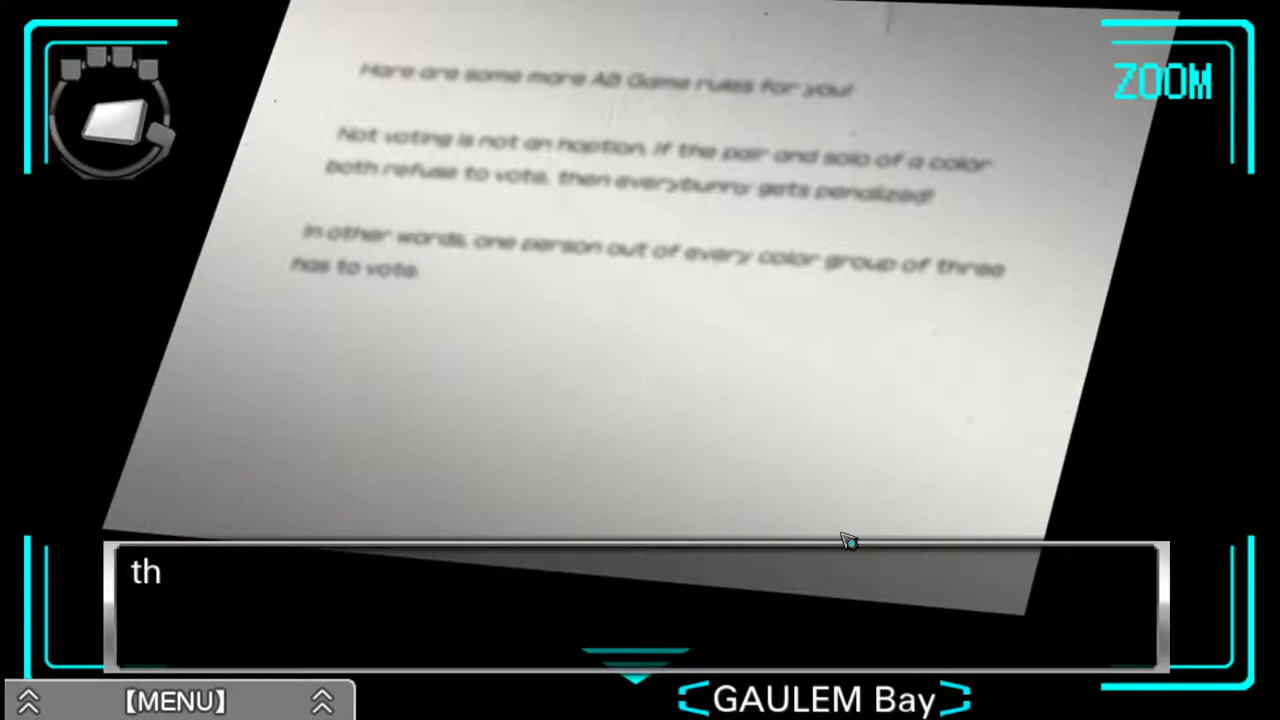 ZOOM
Hare are some more AB Game rules for you!
Not voting is not an hoption. If the pair and solo of a color
both refuse to vote, then everybunny gets penalized!
In other words, one person out of every color group of three
has to vote.
th
【MENU】
GAULEM Bay